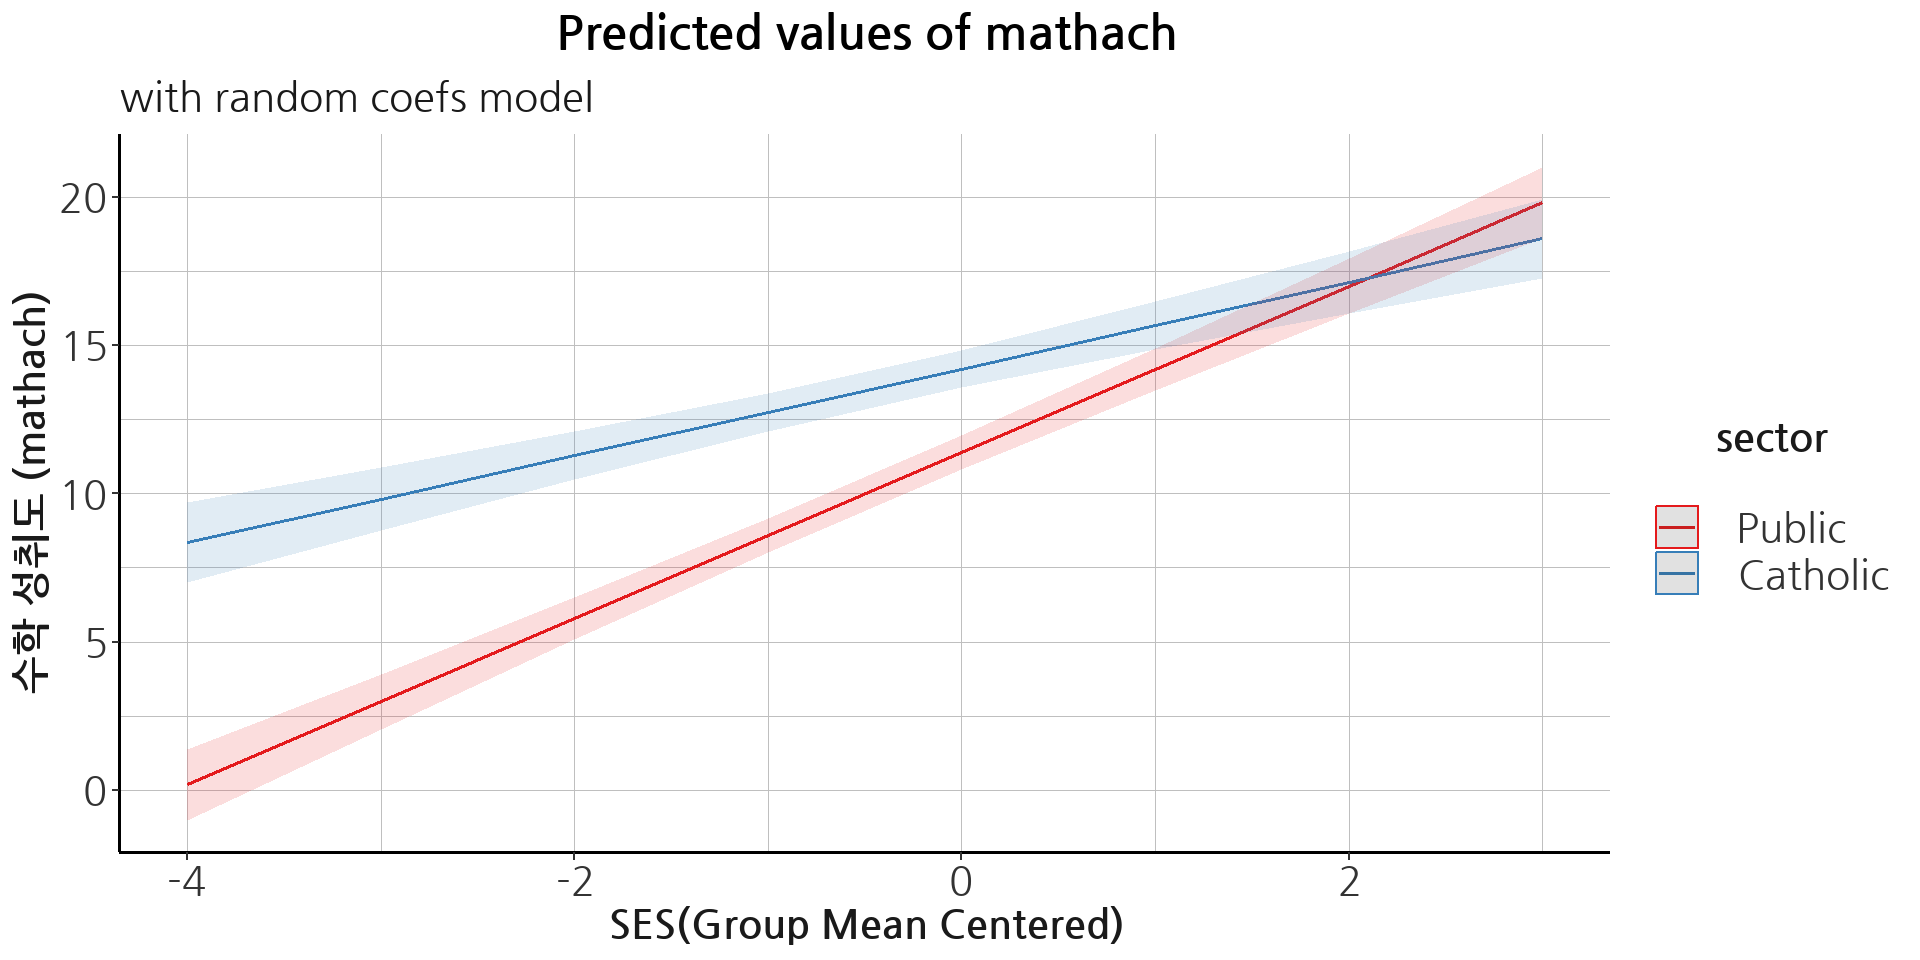 Predicted values of mathach
with random coefs model
수학 성취도 (mathach)
20
15
10
5
0
-4
-2
0
2
SES(Group Mean Centered)
sector
Public
Catholic